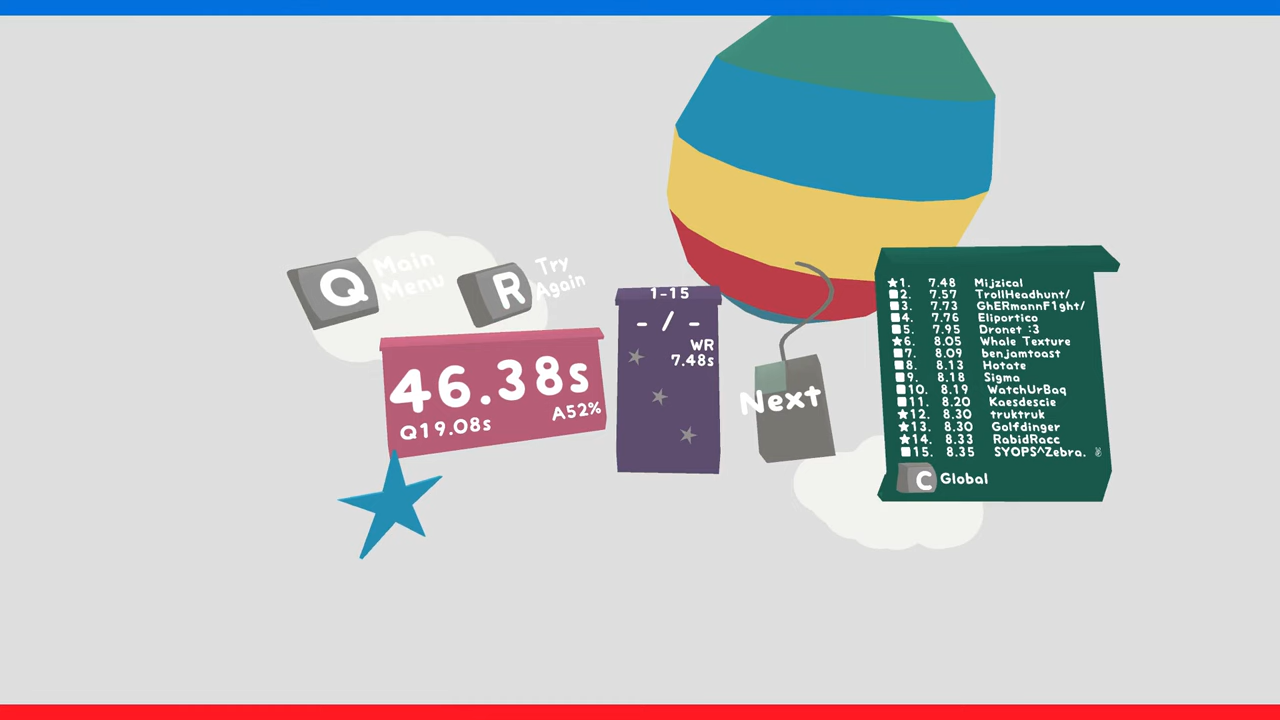 Q Main Menu
R Try Again
46.38s
Q19.08s A52%
1-15
- / -
WR
7.48s
Next
1. 7.48 Mijzical
2. 7.57 TrollHeadhunt/
3. 7.73 GhERmannF1ght/
4. 7.76 Eliportico
5. 7.95 Dronet :3
6. 8.05 Whale Texture
7. 8.09 benjamtoast
8. 8.13 Hotate
9. 8.18 Sigma
10. 8.19 WatchUrBaq
11. 8.20 Kaesdescie
12. 8.30 truktruk
13. 8.30 Golfdinger
14. 8.33 RabidRacc
15. 8.35 SYOPS^Zebra. ✌
C Global